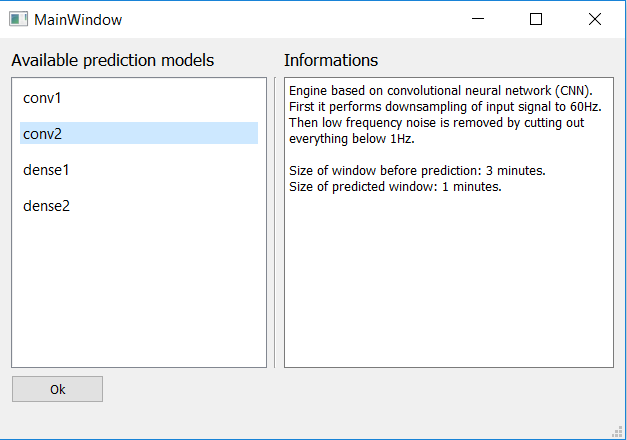 MainWindow
Available prediction models
conv1
conv2
dense1
dense2
Informations
Engine based on convolutional neural network (CNN).
First it performs downsampling of input signal to 60Hz.
Then low frequency noise is removed by cutting out
everything below 1Hz.
Size of window before prediction: 3 minutes.
Size of predicted window: 1 minutes.
Ok